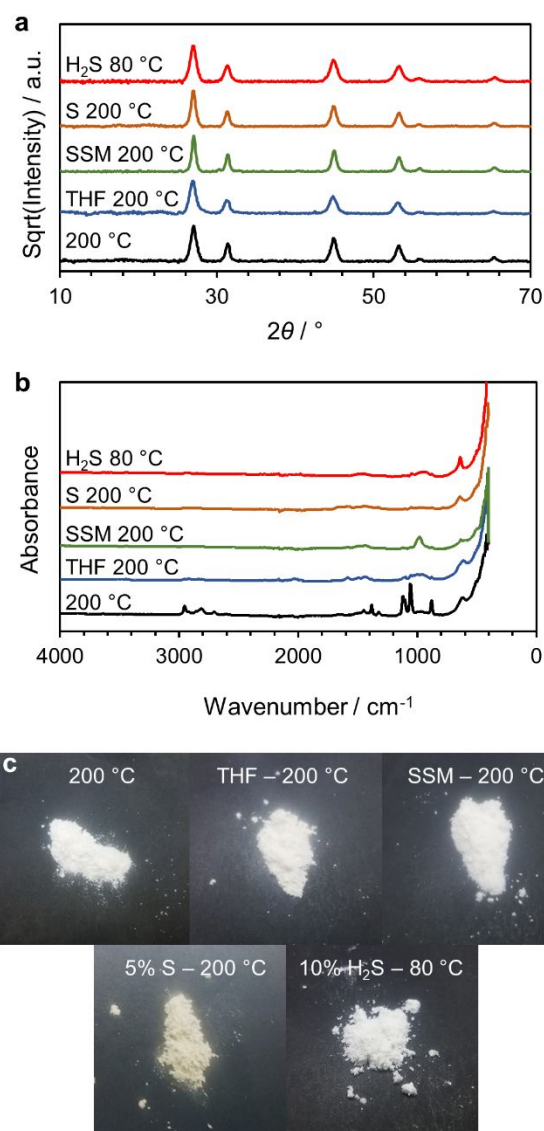 a
H₂S 80 °C
S 200 °C
SSM 200 °C
THF 200 °C
200 °C
Sqrt(Intensity) / a.u.
10 30 50 70
2θ / °
b
H₂S 80 °C
S 200 °C
SSM 200 °C
THF 200 °C
200 °C
Absorbance
4000 3000 2000 1000 0
Wavenumber / cm⁻¹
c
200 °C THF – 200 °C SSM – 200 °C
5% S – 200 °C 10% H₂S – 80 °C